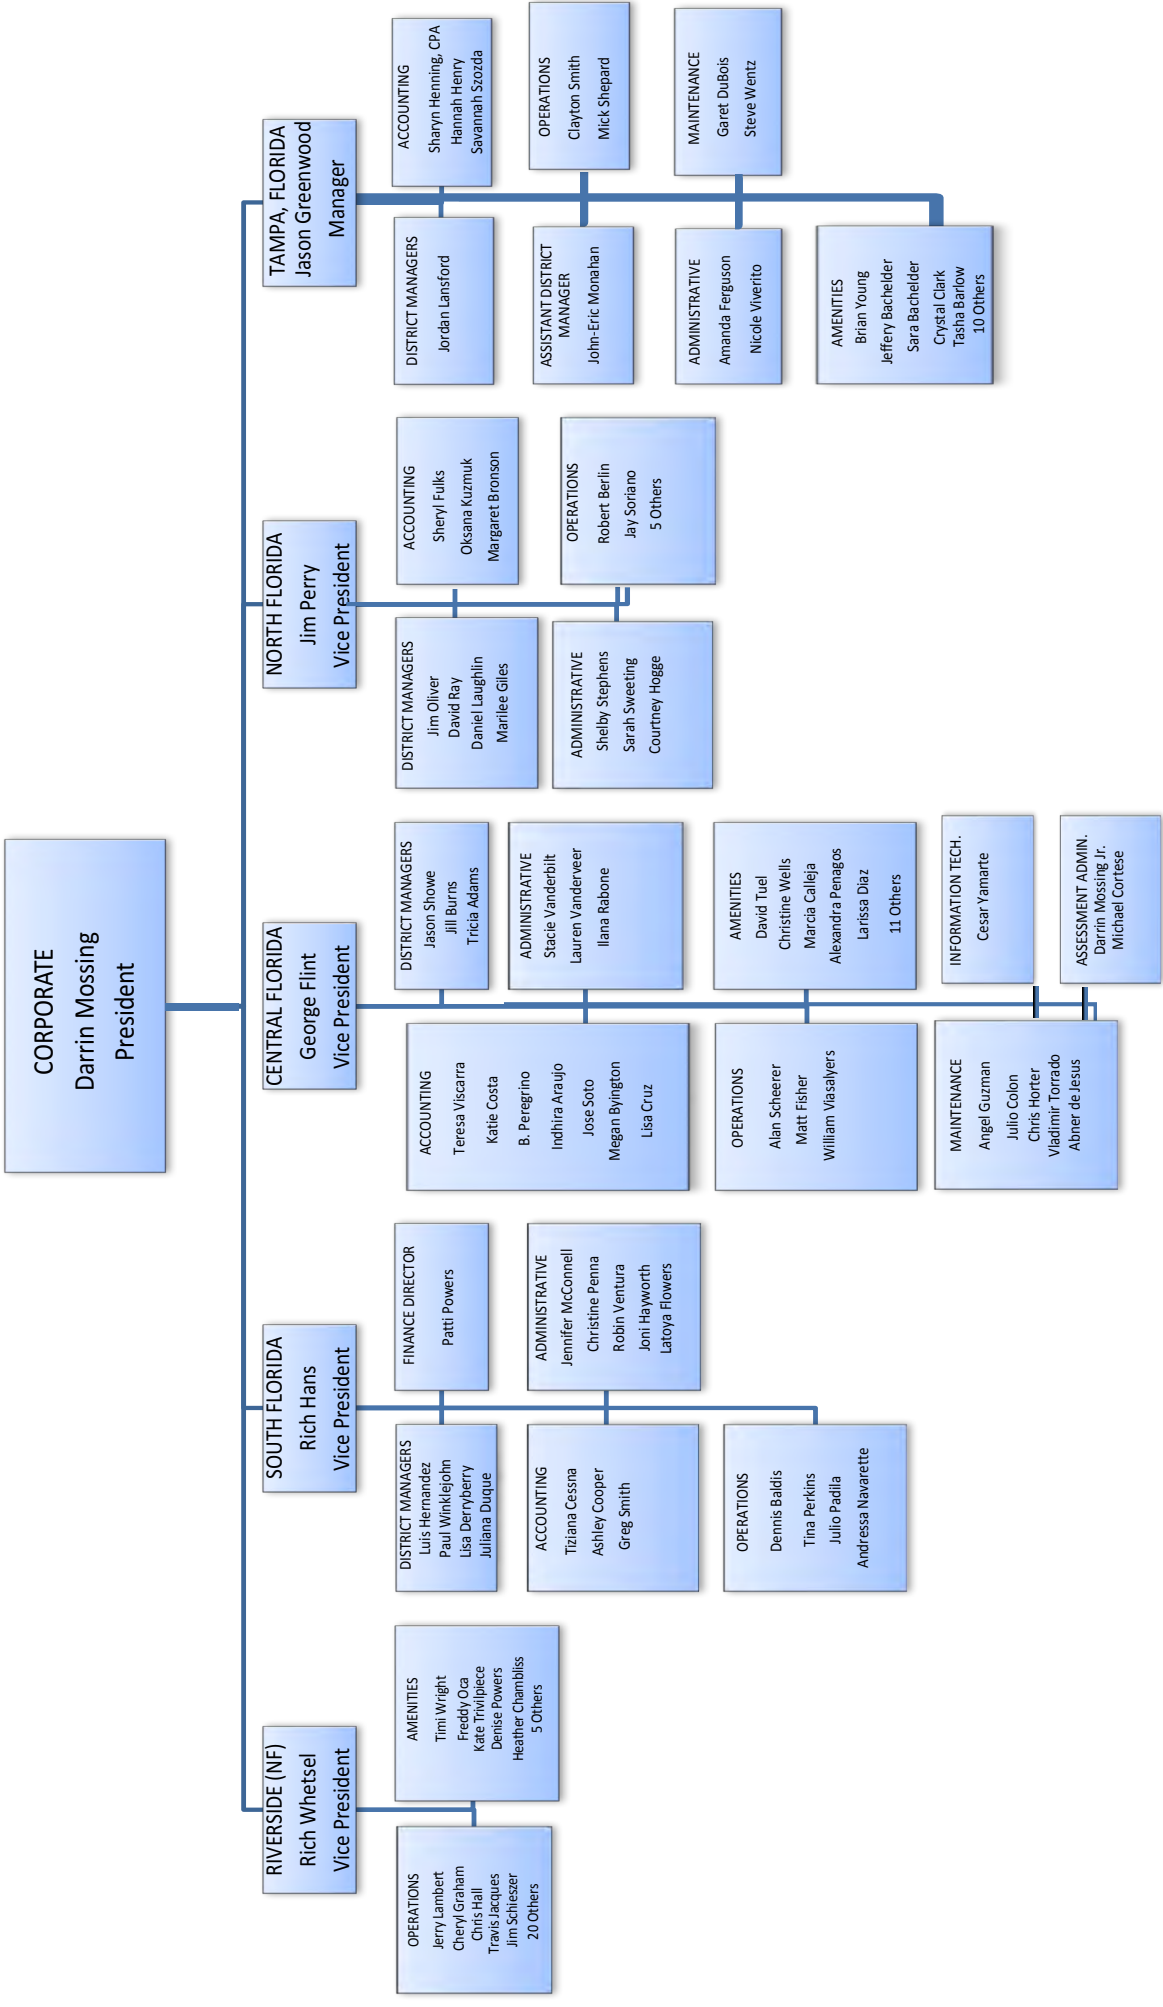 CORPORATE
Darrin Mossing
President
RIVERSIDE (NF)
Rich Whetsel
Vice President
OPERATIONS
Jerry Lambert
Cheryl Graham
Chris Hall
Travis Jacques
Jim Schieszer
20 Others
AMENITIES
Timi Wright
Freddy Oca
Kate Trivilpiece
Denise Powers
Heather Chambliss
5 Others
SOUTH FLORIDA
Rich Hans
Vice President
DISTRICT MANAGERS
Luis Hernandez
Paul Winklejohn
Lisa Derryberry
Juliana Duque
FINANCE DIRECTOR
Patti Powers
ACCOUNTING
Tiziana Cessna
Ashley Cooper
Greg Smith
ADMINISTRATIVE
Jennifer McConnell
Christine Penna
Robin Ventura
Joni Hayworth
Latoya Flowers
OPERATIONS
Dennis Baldis
Tina Perkins
Julio Padila
Andressa Navarette
CENTRAL FLORIDA
George Flint
Vice President
ACCOUNTING
Teresa Viscarra
Katie Costa
B. Peregrino
Indhira Araujo
Jose Soto
Megan Byington
Lisa Cruz
DISTRICT MANAGERS
Jason Showe
Jill Burns
Tricia Adams
ADMINISTRATIVE
Stacie Vanderbilt
Lauren Vanderveer
Ilana Rabone
OPERATIONS
Alan Scherer
Matt Fisher
William Viasalyers
AMENITIES
David Tuel
Christine Wells
Marcia Calleja
Alexandra Penagos
Larissa Diaz
11 Others
MAINTENANCE
Angel Guzman
Julio Colon
Chris Horter
Vladimir Torrado
Abner de Jesus
INFORMATION TECH.
Cesar Yamarte
ASSESSMENT ADMIN.
Darrin Mossing Jr.
Michael Cortese
NORTH FLORIDA
Jim Perry
Vice President
DISTRICT MANAGERS
Jim Oliver
David Ray
Daniel Laughlin
Marilee Giles
ACCOUNTING
Sheryl Fulks
Oksana Kuzmuk
Margaret Bronson
ADMINISTRATIVE
Shelby Stephens
Sarah Sweeting
Courtney Hogge
OPERATIONS
Robert Berlin
Jay Soriano
5 Others
TAMPA, FLORIDA
Jason Greenwood
Manager
DISTRICT MANAGERS
Jordan Lansford
ACCOUNTING
Sharyn Henning, CPA
Hannah Henry
Savannah Szozda
ASSISTANT DISTRICT
MANAGER
John-Eric Monahan
OPERATIONS
Clayton Smith
Mick Shepard
ADMINISTRATIVE
Amanda Ferguson
Nicole Viverito
MAINTENANCE
Garet DuBois
Steve Wentz
AMENITIES
Brian Young
Jeffery Bachelder
Sara Bachelder
Crystal Clark
Tasha Barlow
10 Others